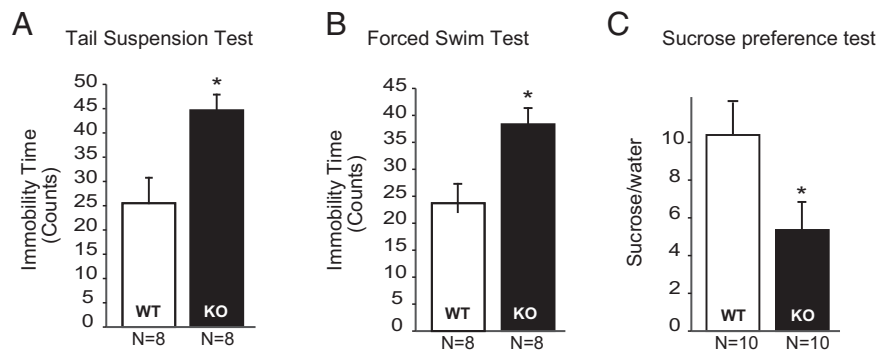 A
Tail Suspension Test
Immobility Time
(Counts)
50
45
40
35
30
25
20
15
10
5
0
*
WT
KO
N=8
N=8
B
Forced Swim Test
Immobility Time
(Counts)
45
40
35
30
25
20
15
10
5
0
*
WT
KO
N=8
N=8
C
Sucrose preference test
Sucrose/water
10
8
6
4
2
0
*
WT
KO
N=10
N=10